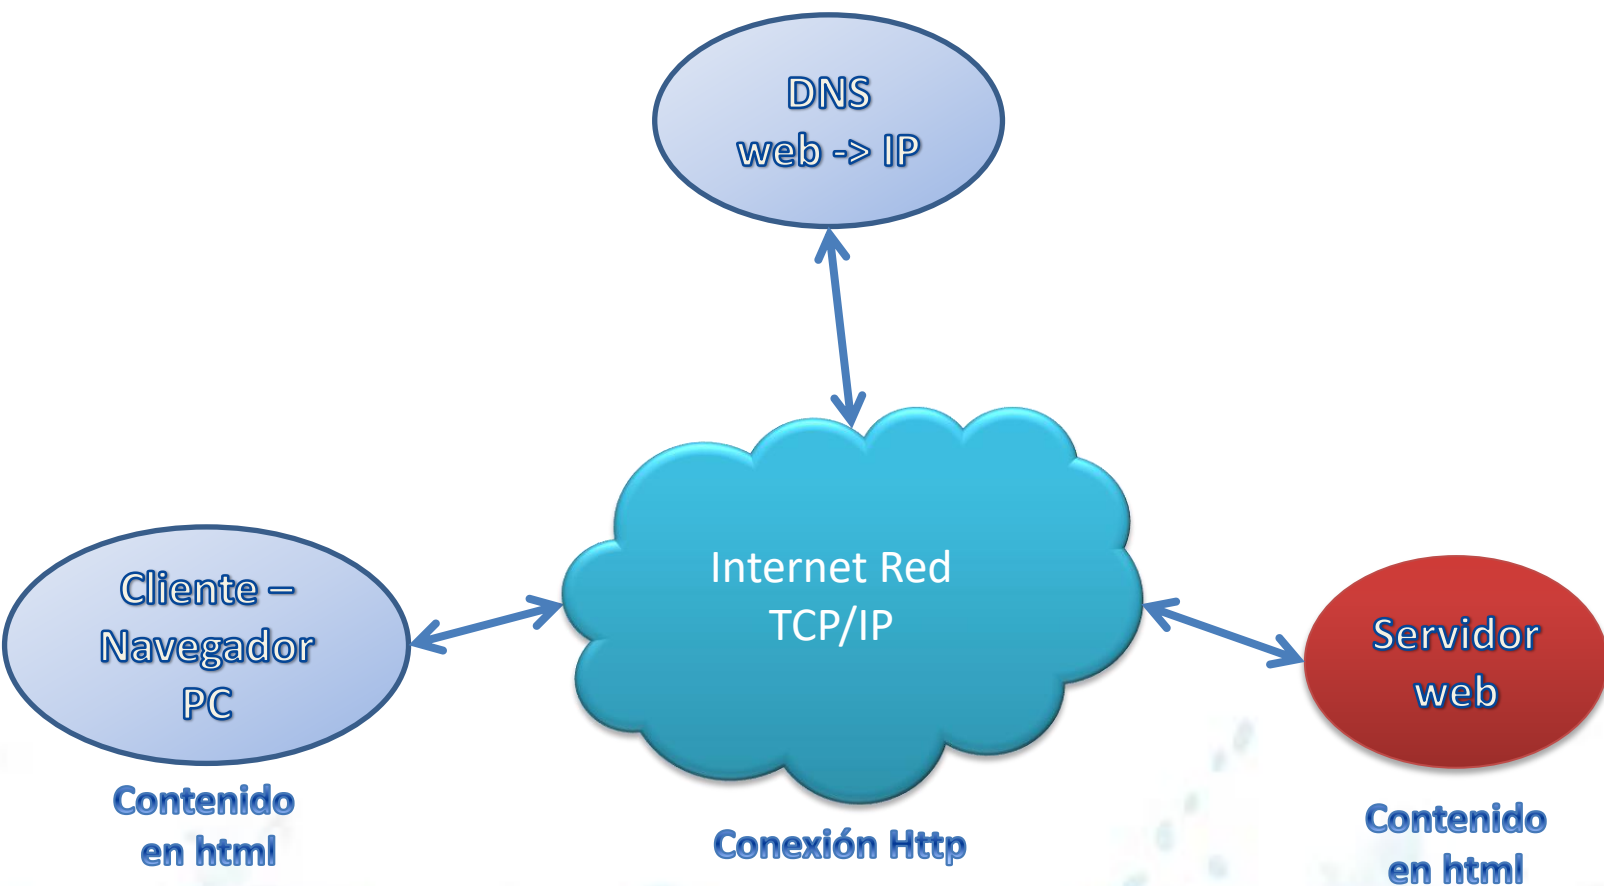 DNS
web -> IP
Internet Red
TCP/IP
Cliente –
Navegador
PC
Servidor
web
Contenido
en html
Conexión Http
Contenido
en html